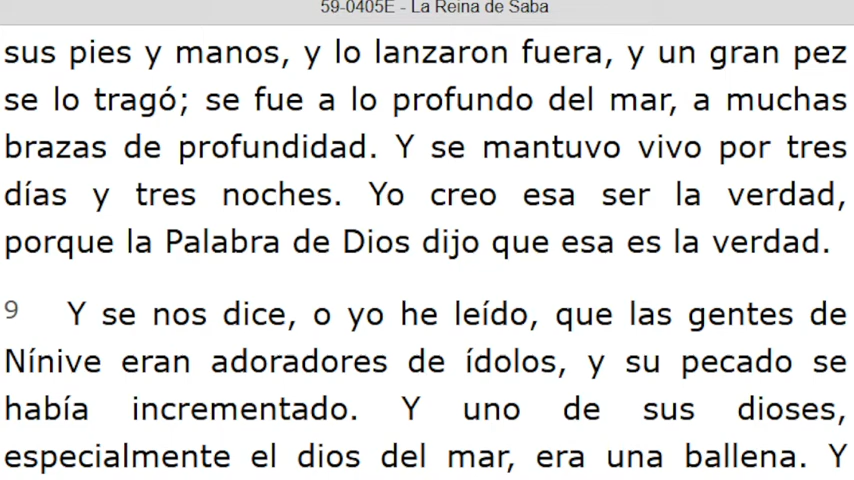 59-0405E - La Reina de Saba
sus pies y manos, y lo lanzaron fuera, y un gran pez
se lo tragó; se fue a lo profundo del mar, a muchas
brazas de profundidad. Y se mantuvo vivo por tres
días y tres noches. Yo creo esa ser la verdad,
porque la Palabra de Dios dijo que esa es la verdad.
9 Y se nos dice, o yo he leído, que las gentes de
Nínive eran adoradores de ídolos, y su pecado se
había incrementado. Y uno de sus dioses,
especialmente el dios del mar, era una ballena. Y